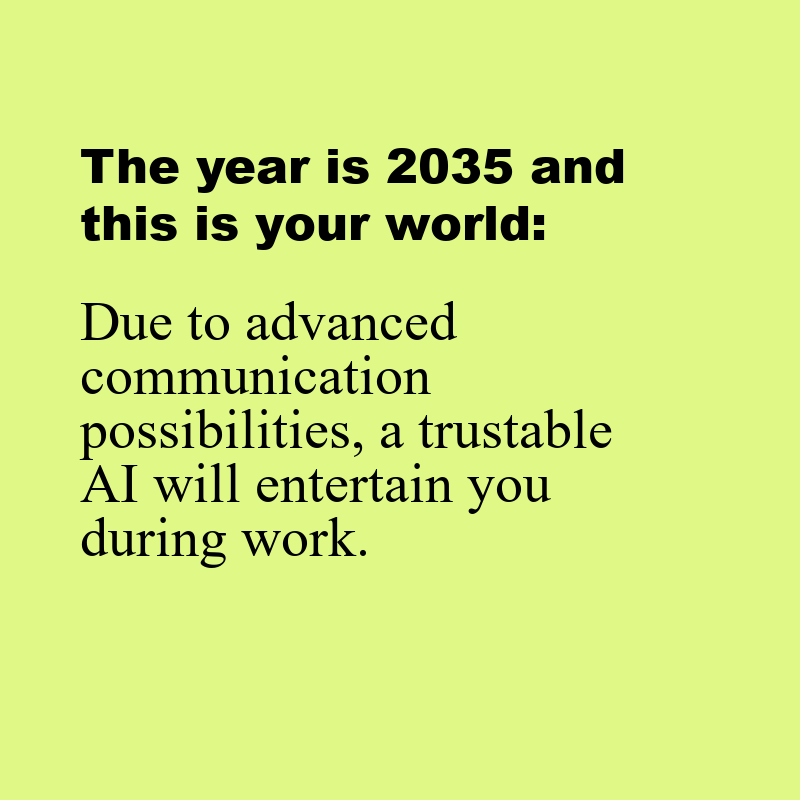 The year is 2035 and
this is your world:
Due to advanced
communication
possibilities, a trustable
AI will entertain you
during work.